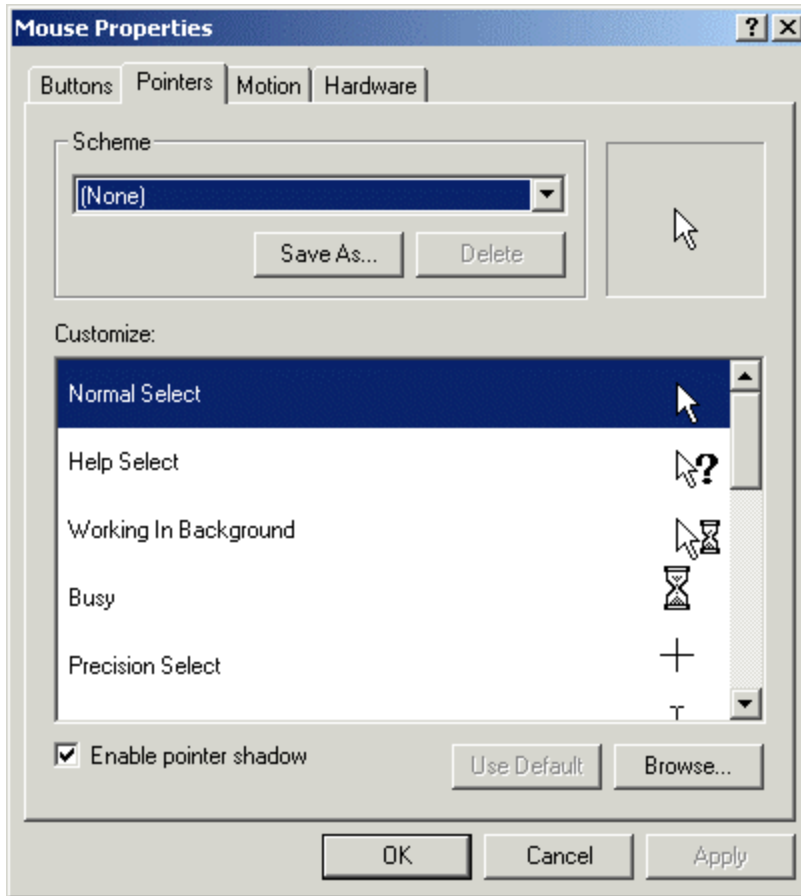 Mouse Properties
Buttons Pointers Motion Hardware
Scheme
(None)
Save As... Delete
Customize:
Normal Select
Help Select
Working In Background
Busy
Precision Select
Enable pointer shadow
Use Default Browse...
OK Cancel Apply